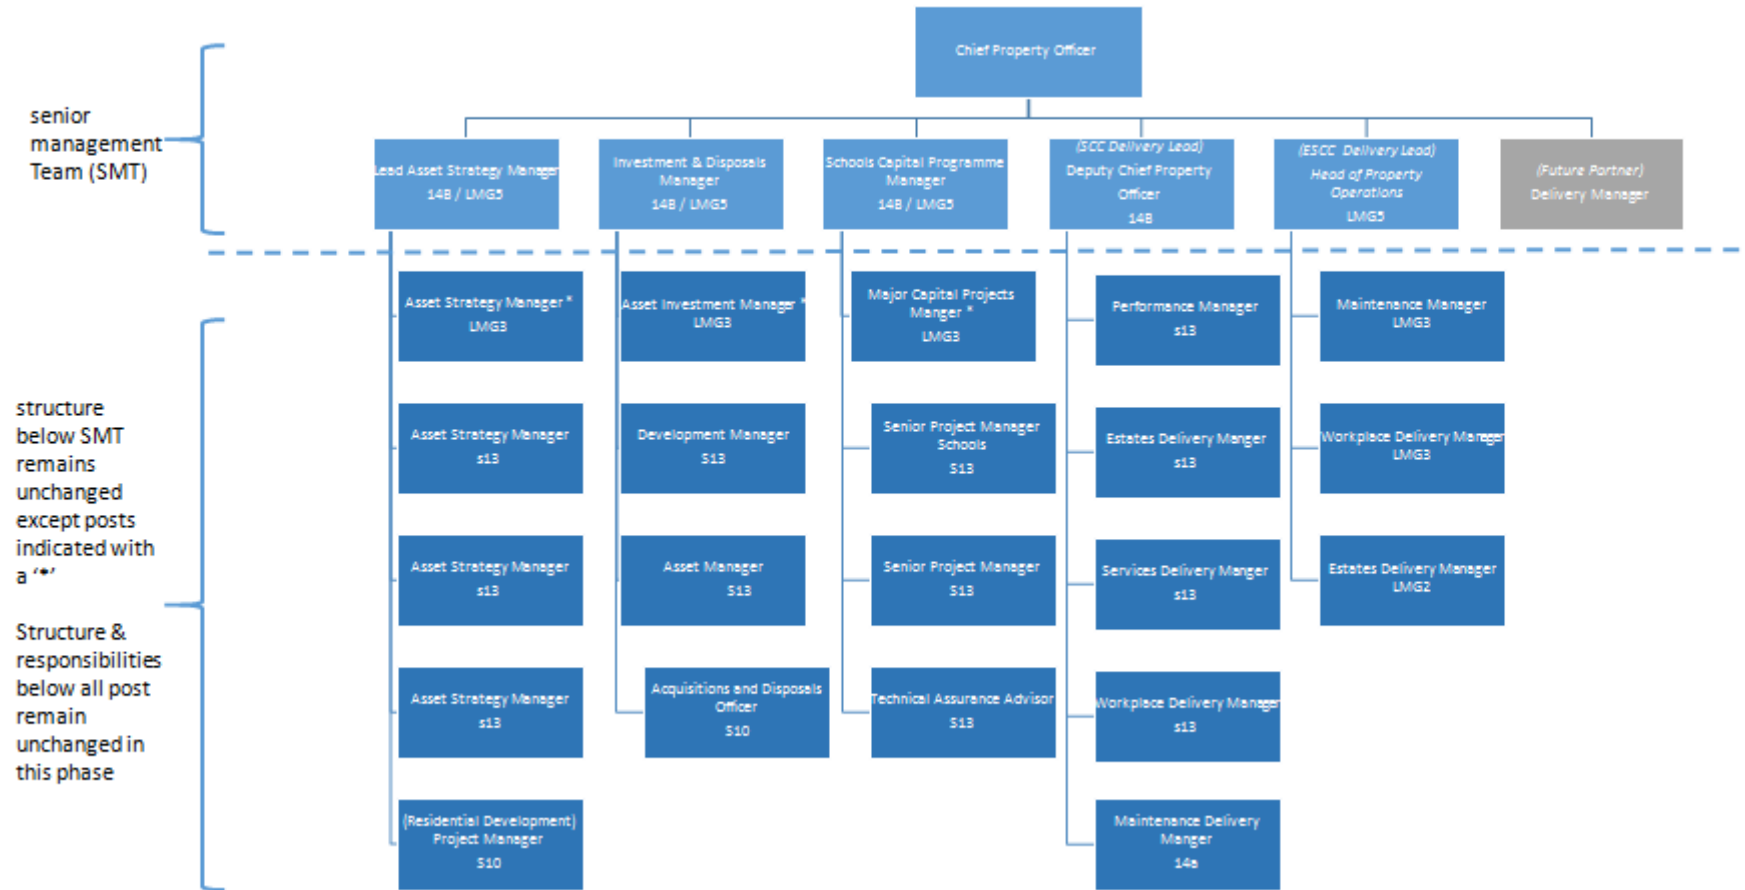 Chief Property Officer
senior
management
Team (SMT)
Lead Asset Strategy Manager
14B / LMG5
Investment & Disposals
Manager
14B / LMG5
Schools Capital Programme
Manager
14B / LMG5
(SCC Delivery Lead)
Deputy Chief Property
Officer
14B
(ESCC Delivery Lead)
Head of Property
Operations
LMG5
(Future Partner)
Delivery Manager
structure
below SMT
remains
unchanged
except posts
indicated with
a ‘*’
Structure &
responsibilities
below all post
remain
unchanged in
this phase
Asset Strategy Manager *
LMG3
Asset Strategy Manager
s13
Asset Strategy Manager
s13
Asset Strategy Manager
s13
(Residential Development)
Project Manager
S10
Asset Investment Manager *
LMG3
Development Manager
S13
Asset Manager
S13
Acquisitions and Disposals
Officer
S10
Major Capital Projects
Manger *
LMG3
Senior Project Manager
Schools
S13
Senior Project Manager
S13
Technical Assurance Advisor
S13
Performance Manager
s13
Estates Delivery Manger
s13
Services Delivery Manger
s13
Workplace Delivery Manager
s13
Maintenance Delivery
Manger
14a
Maintenance Manager
LMG3
Workplace Delivery Manager
LMG3
Estates Delivery Manager
LMG2